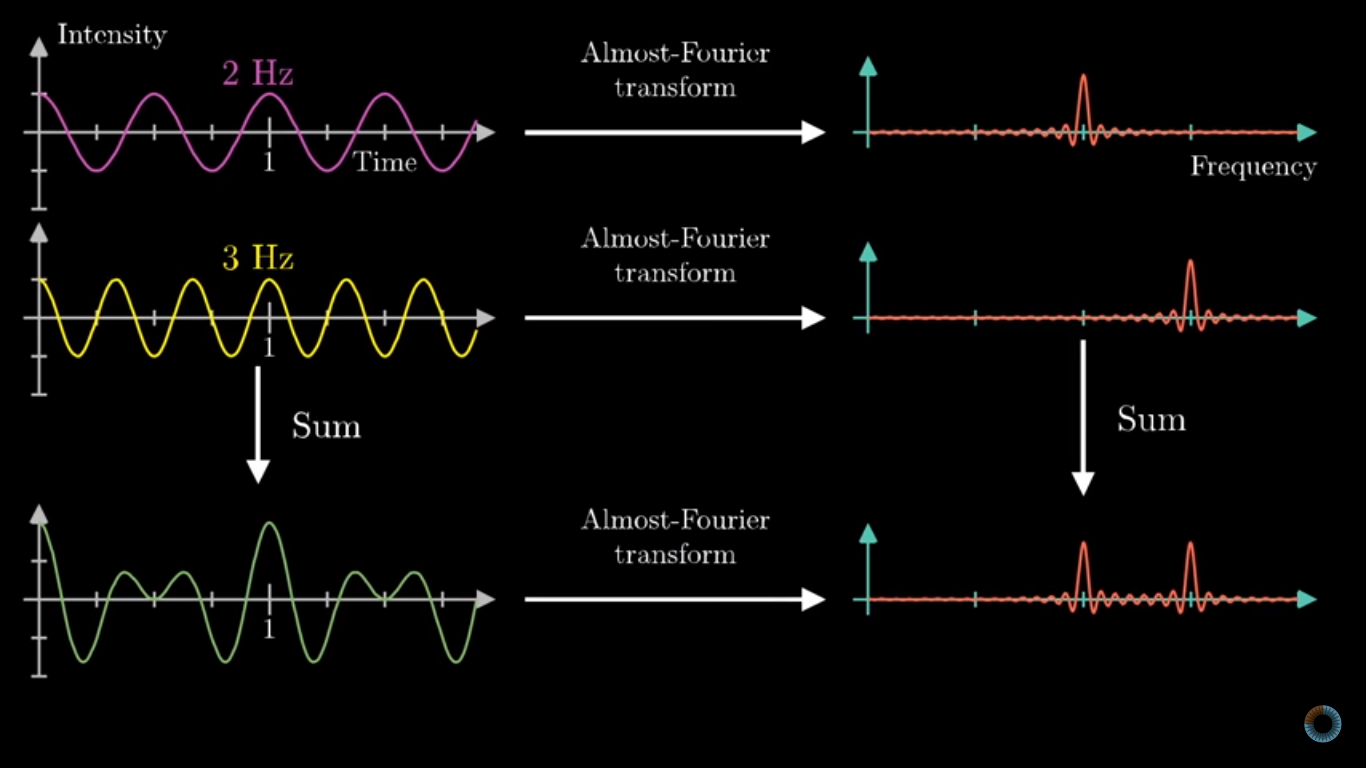 Intensity
2 Hz
Almost-Fourier
transform
1
Time
Frequency
3 Hz
Almost-Fourier
transform
1
Sum
Sum
Almost-Fourier
transform
1